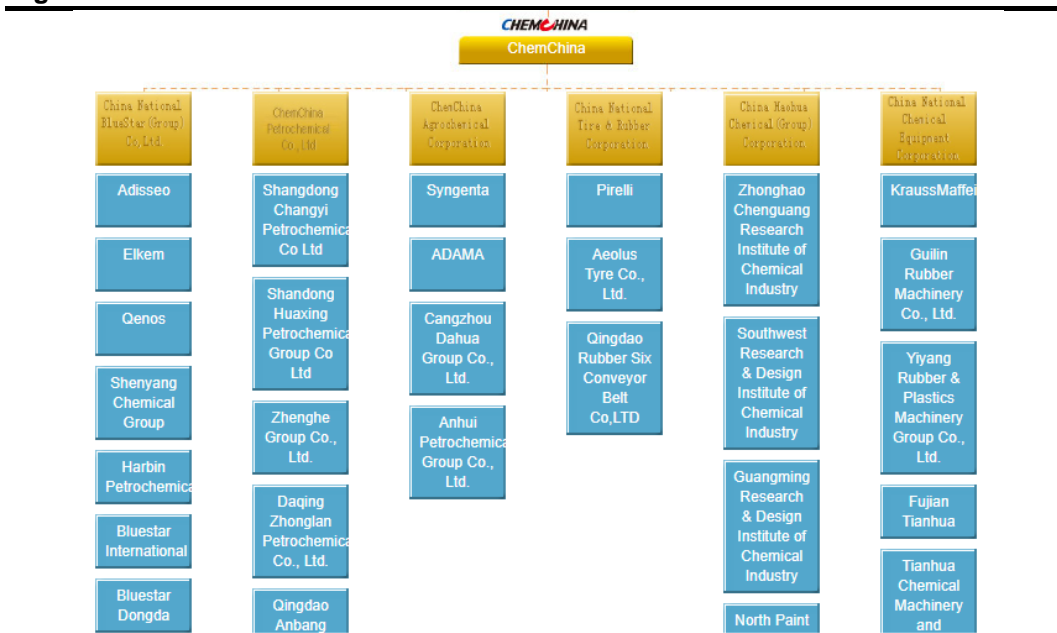 CHEMCHINA
ChemChina
China National
BlueStar(Group)
Co,Ltd
Adisseo
Elkem
Qenos
Shenyang
Chemical
Group
Harbin
Petrochemica
Bluestar
International
Bluestar
Dongda
ChemChina
Petrochemical
Co.,Ltd
Shangdong
Changyi
Petrochemica
Co Ltd
Shandong
Huaxing
Petrochemica
Group Co
Ltd
Zhenghe
Group Co.,
Ltd.
Daqing
Zhonglan
Petrochemica
Co., Ltd.
Qingdao
Anbang
ChemChina
Agrochemical
Corporation
Syngenta
ADAMA
Cangzhou
Dahua
Group Co.,
Ltd.
Anhui
Petrochemica
Group Co.,
Ltd.
China National
Tire & Rubber
Corporation
Pirelli
Aeolus
Tyre Co.,
Ltd.
Qingdao
Rubber Six
Conveyor
Belt
Co,LTD
China Haohua
Chemical(Group)
Corporation
Zhonghao
Chenguang
Research
Institute of
Chemical
Industry
Southwest
Research
& Design
Institute of
Chemical
Industry
Guangming
Research
& Design
Institute of
Chemical
Industry
North Paint
China National
Chemical
Equipment
Corporation
KraussMaffei
Guilin
Rubber
Machinery
Co., Ltd.
Yiyang
Rubber &
Plastics
Machinery
Group Co.,
Ltd.
Fujian
Tianhua
Tianhua
Chemical
Machinery
and